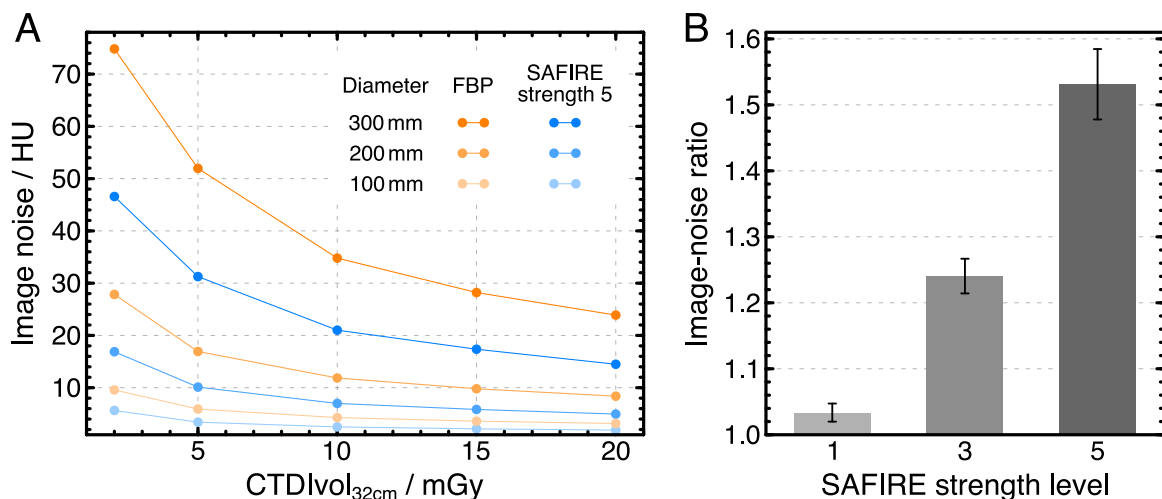 A
Image noise / HU
70
60
50
40
30
20
10
5
10
15
20
CTDIvol32cm / mGy
Diameter
FBP
SAFIRE
strength 5
300 mm
200 mm
100 mm
B
Image-noise ratio
1.6
1.5
1.4
1.3
1.2
1.1
1.0
1
3
5
SAFIRE strength level